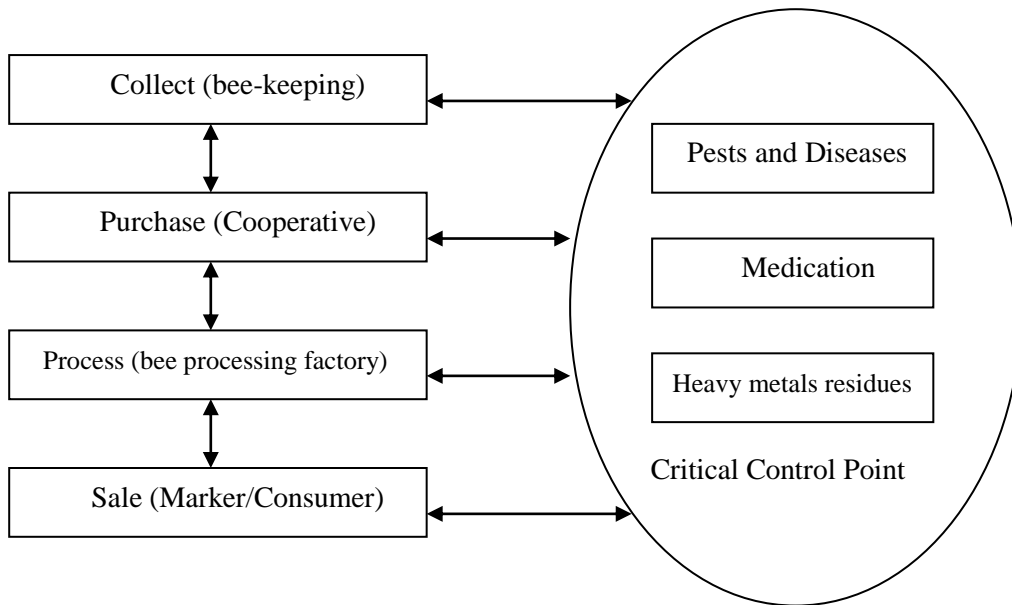 Collect (bee-keeping)
Purchase (Cooperative)
Process (bee processing factory)
Sale (Marker/Consumer)
Pests and Diseases
Medication
Heavy metals residues
Critical Control Point